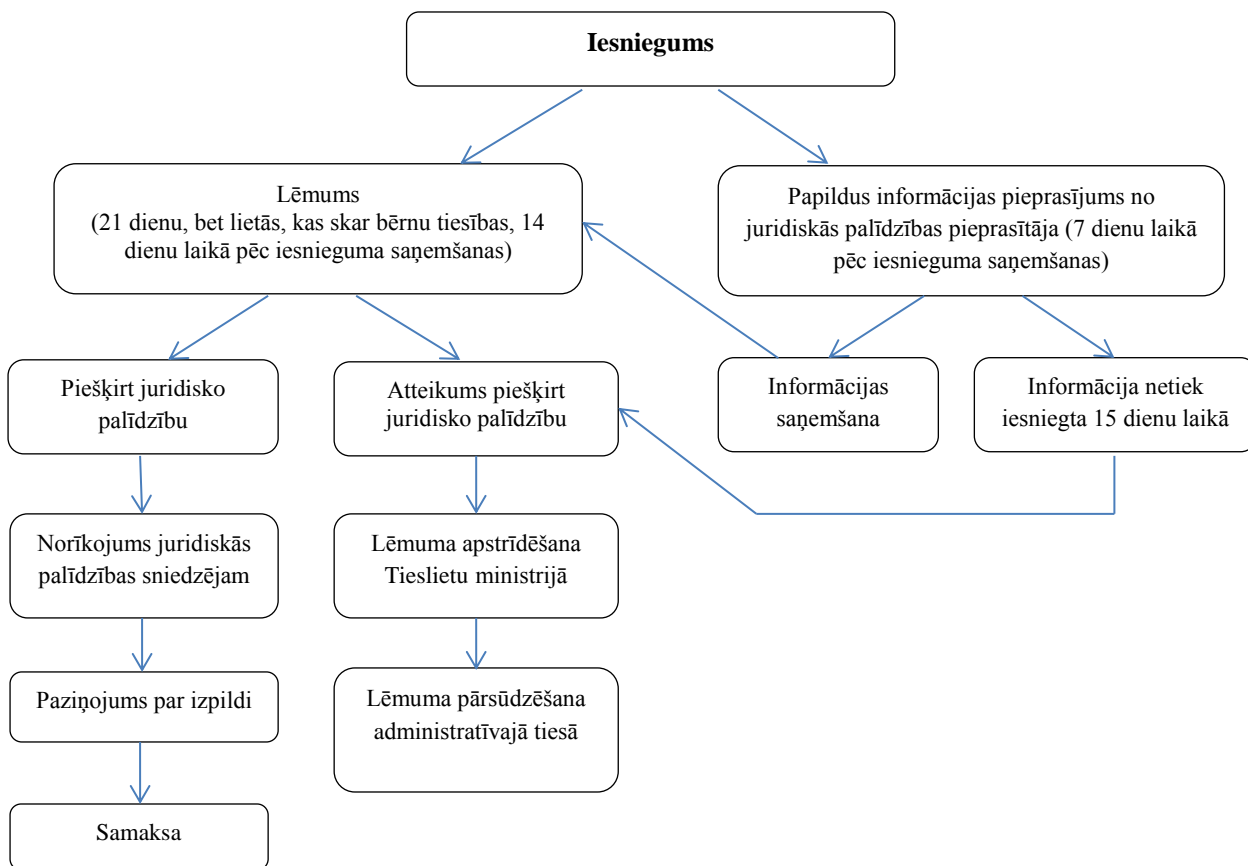 Iesniegums
Lēmums
(21 dienu, bet lietās, kas skar bērnu tiesības, 14
dienu laikā pēc iesnieguma saņemšanas)
Papildus informācijas pieprasījums no
juridiskās palīdzības pieprasītāja (7 dienu laikā
pēc iesnieguma saņemšanas)
Piešķirt juridisko
palīdzību
Atteikums piešķirt
juridisko palīdzību
Informācijas
saņemšana
Informācija netiek
iesniegta 15 dienu laikā
Norīkojums juridiskās
palīdzības sniedzējam
Lēmuma apstrīdēšana
Tieslietu ministrijā
Paziņojums par izpildi
Lēmuma pārsūdzēšana
administratīvajā tiesā
Samaksa